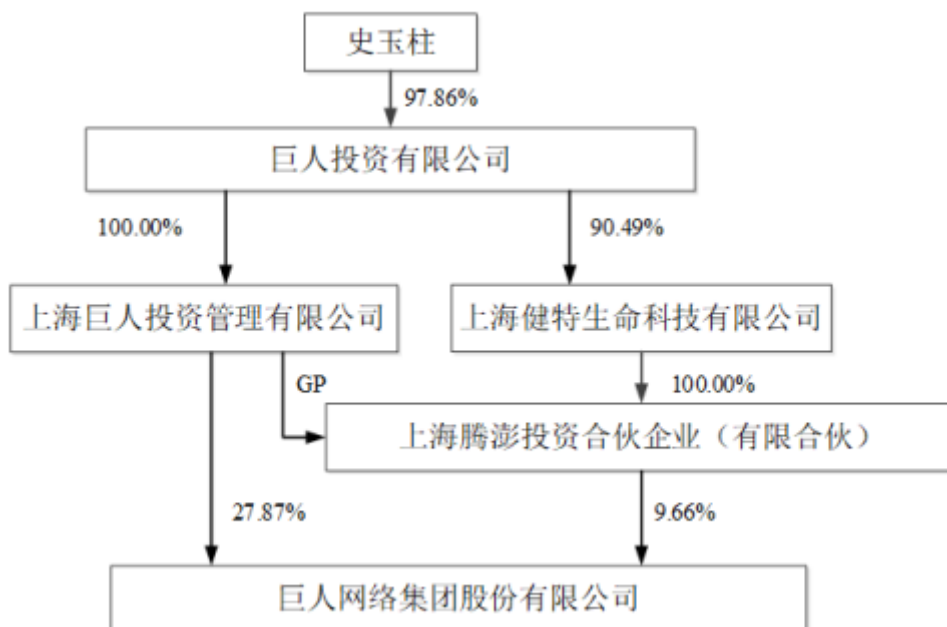 史玉柱
97.86%
巨人投资有限公司
100.00%
90.49%
上海巨人投资管理有限公司
上海健特生命科技有限公司
GP
100.00%
上海腾澎投资合伙企业（有限合伙）
27.87%
9.66%
巨人网络集团股份有限公司